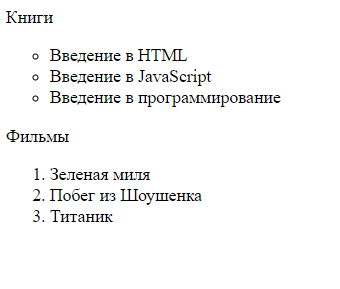 Книги
Введение в HTML
Введение в JavaScript
Введение в программирование
Фильмы
1. Зеленая миля
2. Побег из Шоушенка
3. Титаник